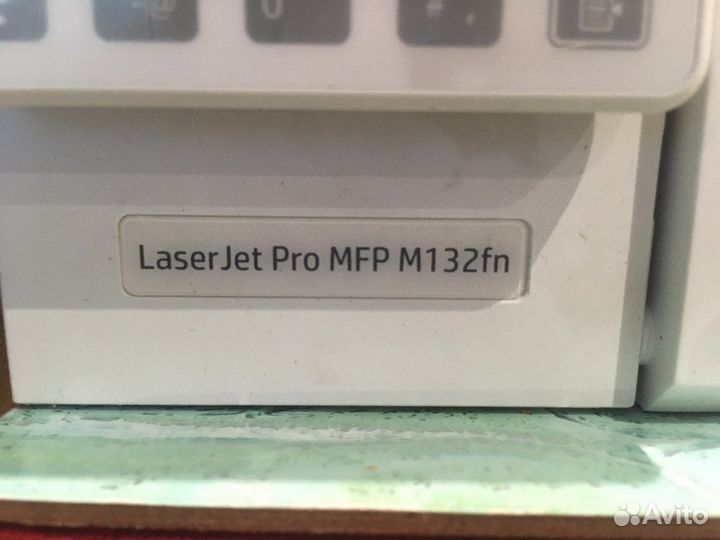 LaserJet Pro MFP M132fn
Avito